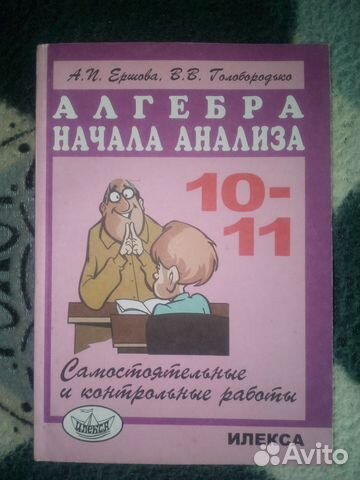 А.П. Ершова, В.В. Голобородько
АЛГЕБРА
НАЧАЛА АНАЛИЗА
10-
11
Самостоятельные
и контрольные работы
ИЛЕКСА
ИЛЕКСА
Avito